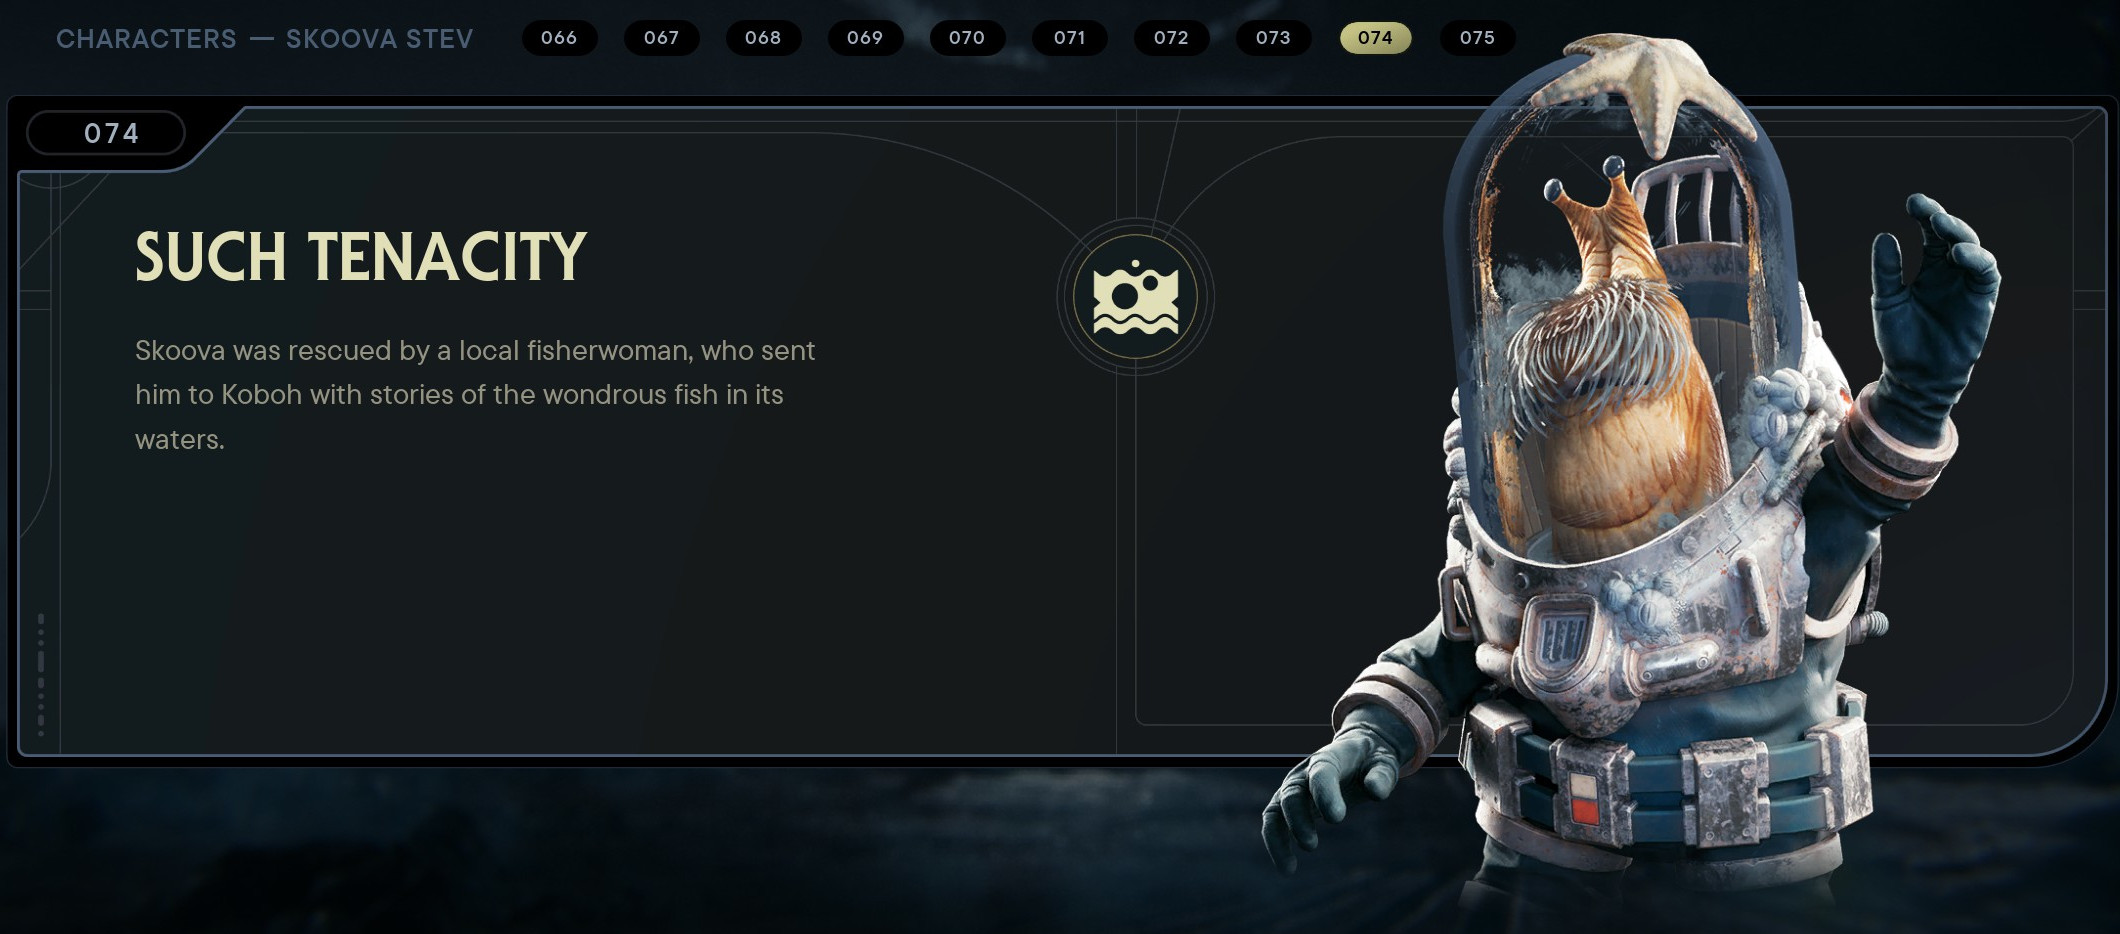 CHARACTERS — SKOOVA STEV
066 067 068 069 070 071 072 073 074 075
074
SUCH TENACITY
Skoova was rescued by a local fisherwoman, who sent
him to Koboh with stories of the wondrous fish in its
waters.